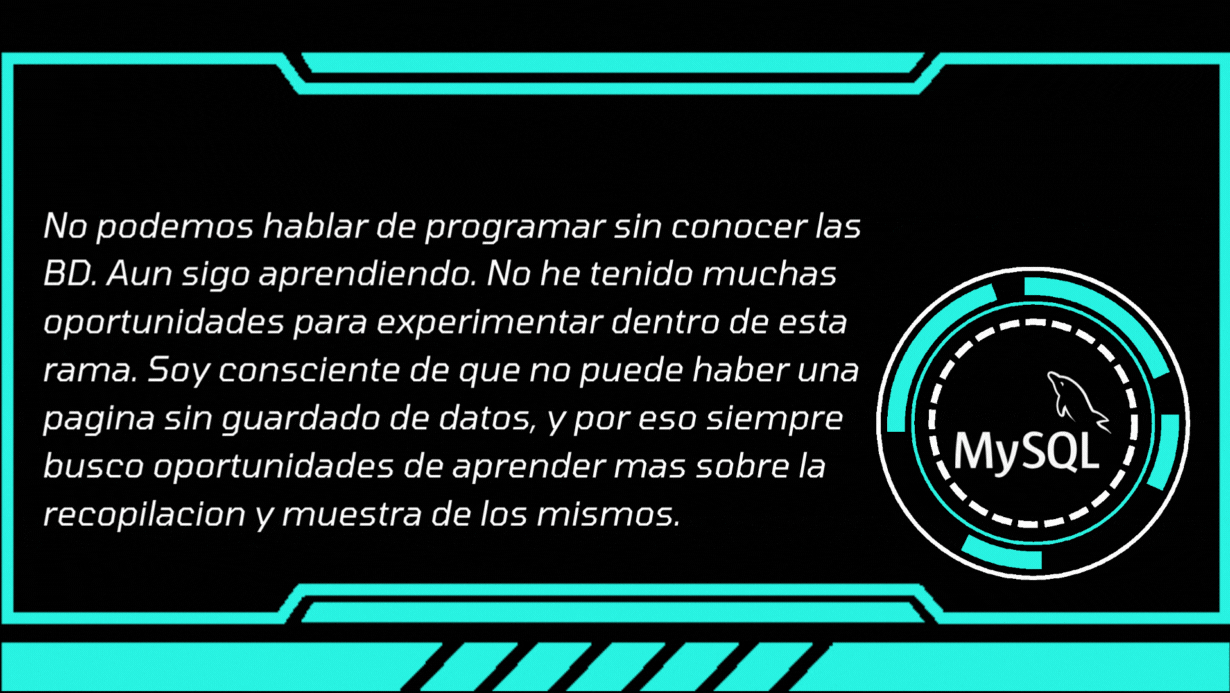 No podemos hablar de programar sin conocer las
BD. Aun sigo aprendiendo. No he tenido muchas
oportunidades para experimentar dentro de esta
rama. Soy consciente de que no puede haber una
pagina sin guardado de datos, y por eso siempre
busco oportunidades de aprender mas sobre la
recopilacion y muestra de los mismos.
MySQL